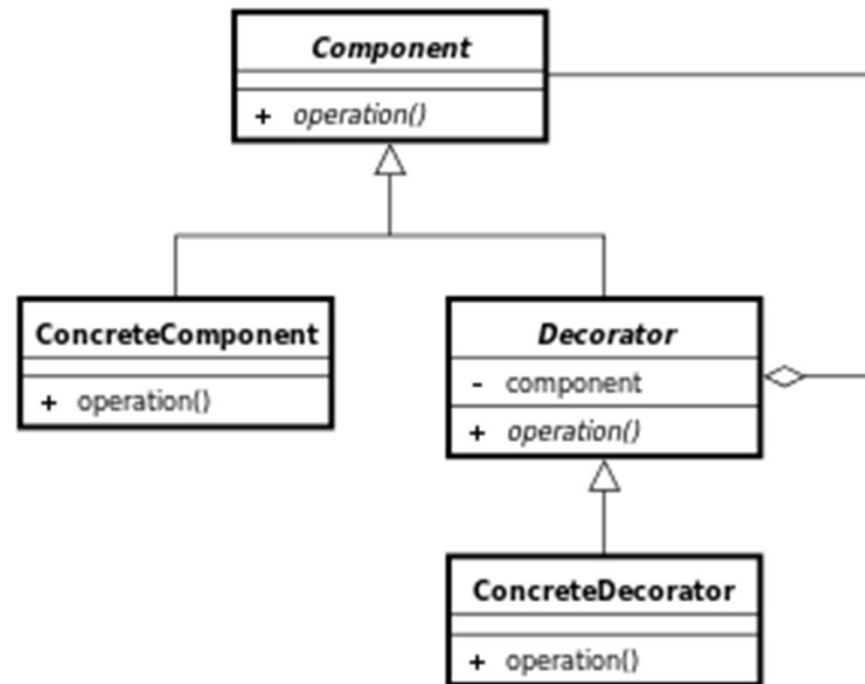 Component
+ operation()
ConcreteComponent
+ operation()
Decorator
- component
+ operation()
ConcreteDecorator
+ operation()